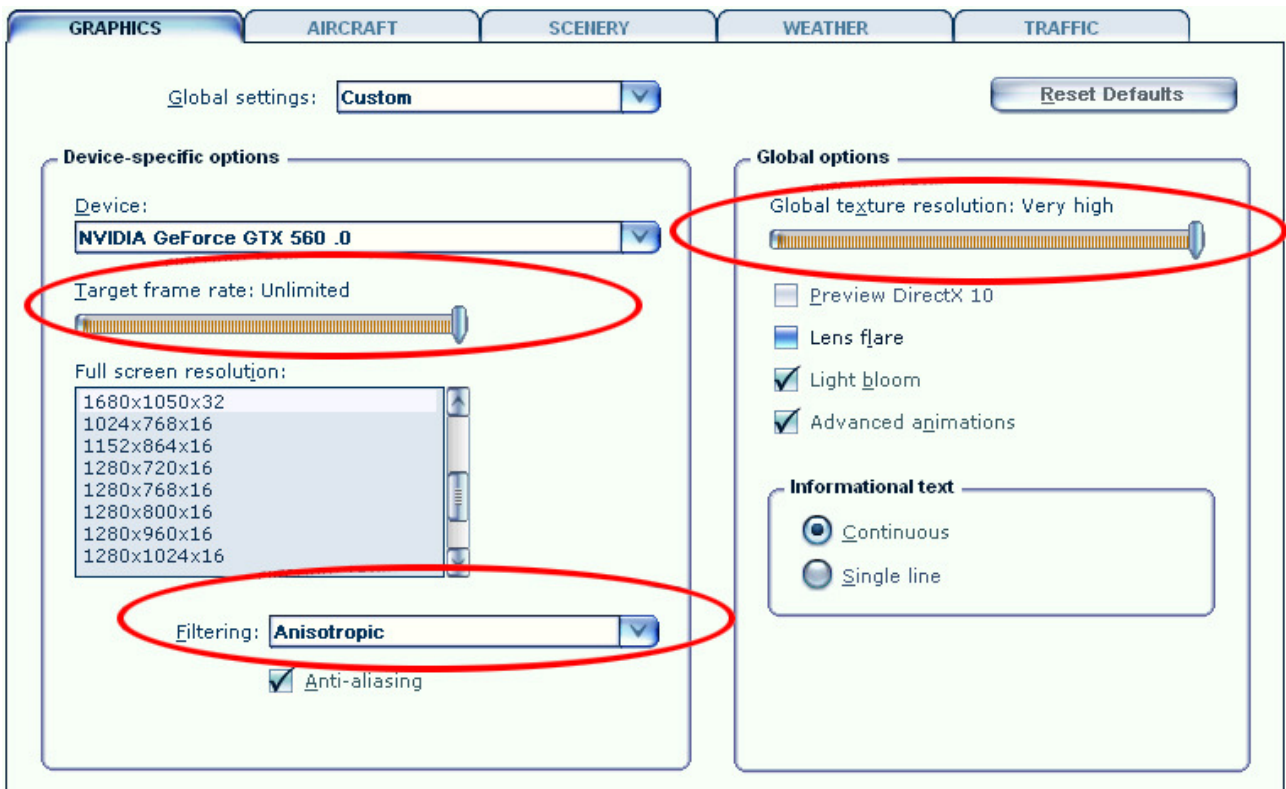 GRAPHICS AIRCRAFT SCENERY WEATHER TRAFFIC
Global settings: Custom
Reset Defaults
Device-specific options
Device:
NVIDIA GeForce GTX 560 .0
Target frame rate: Unlimited
Full screen resolution:
1680x1050x32
1024x768x16
1152x864x16
1280x720x16
1280x768x16
1280x800x16
1280x960x16
1280x1024x16
Filtering: Anisotropic
Anti-aliasing
Global options
Global texture resolution: Very high
Preview DirectX 10
Lens flare
Light bloom
Advanced animations
Informational text
Continuous
Single line